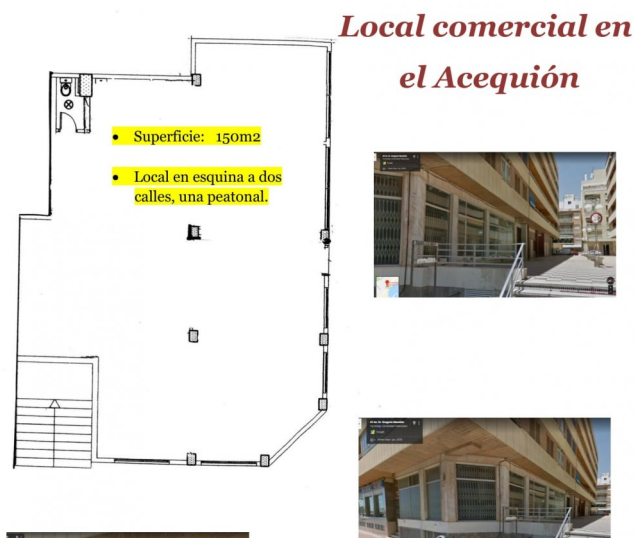 Local comercial en
el Acequión
• Superficie: 150m2
• Local en esquina a dos
calles, una peatonal.